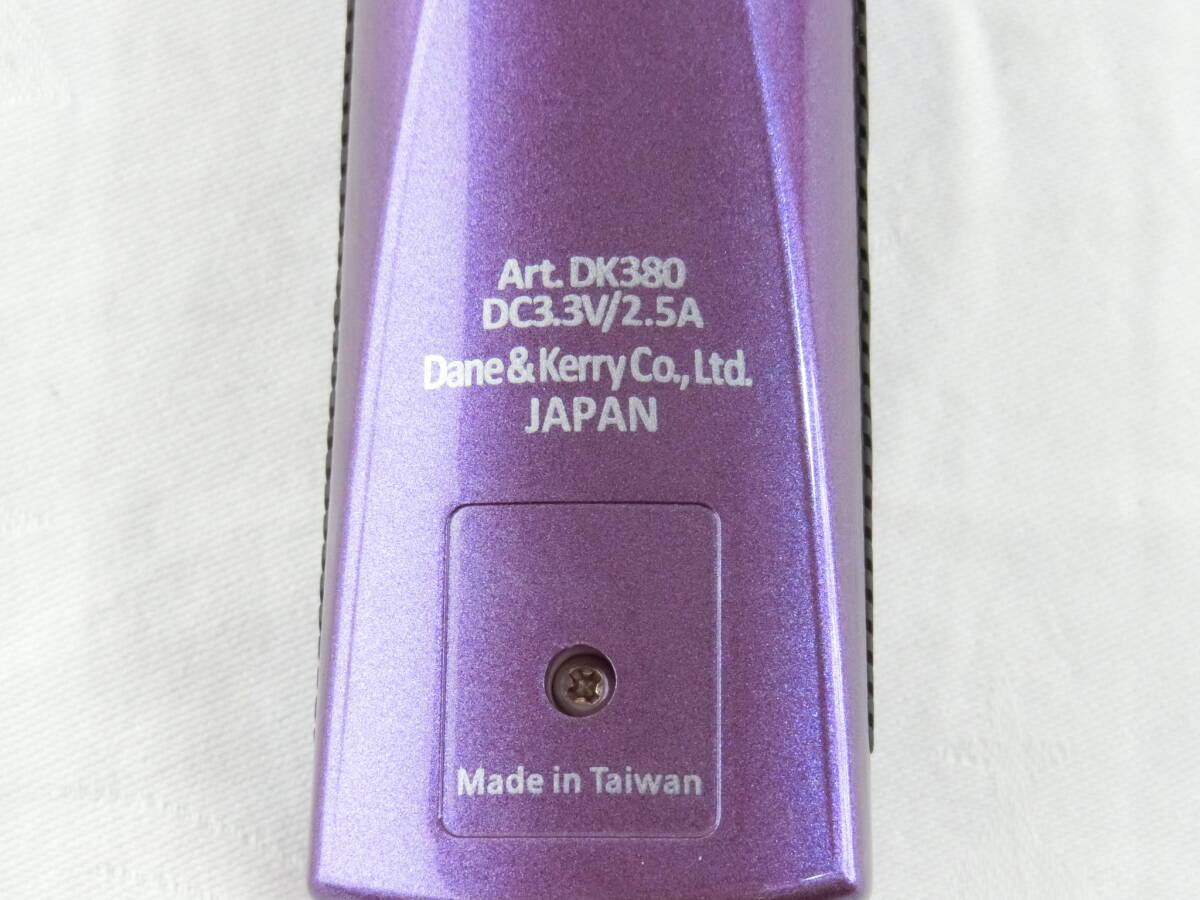 Art. DK380
DC3.3V/2.5A
Dane & Kerry Co., Ltd.
JAPAN
Made in Taiwan